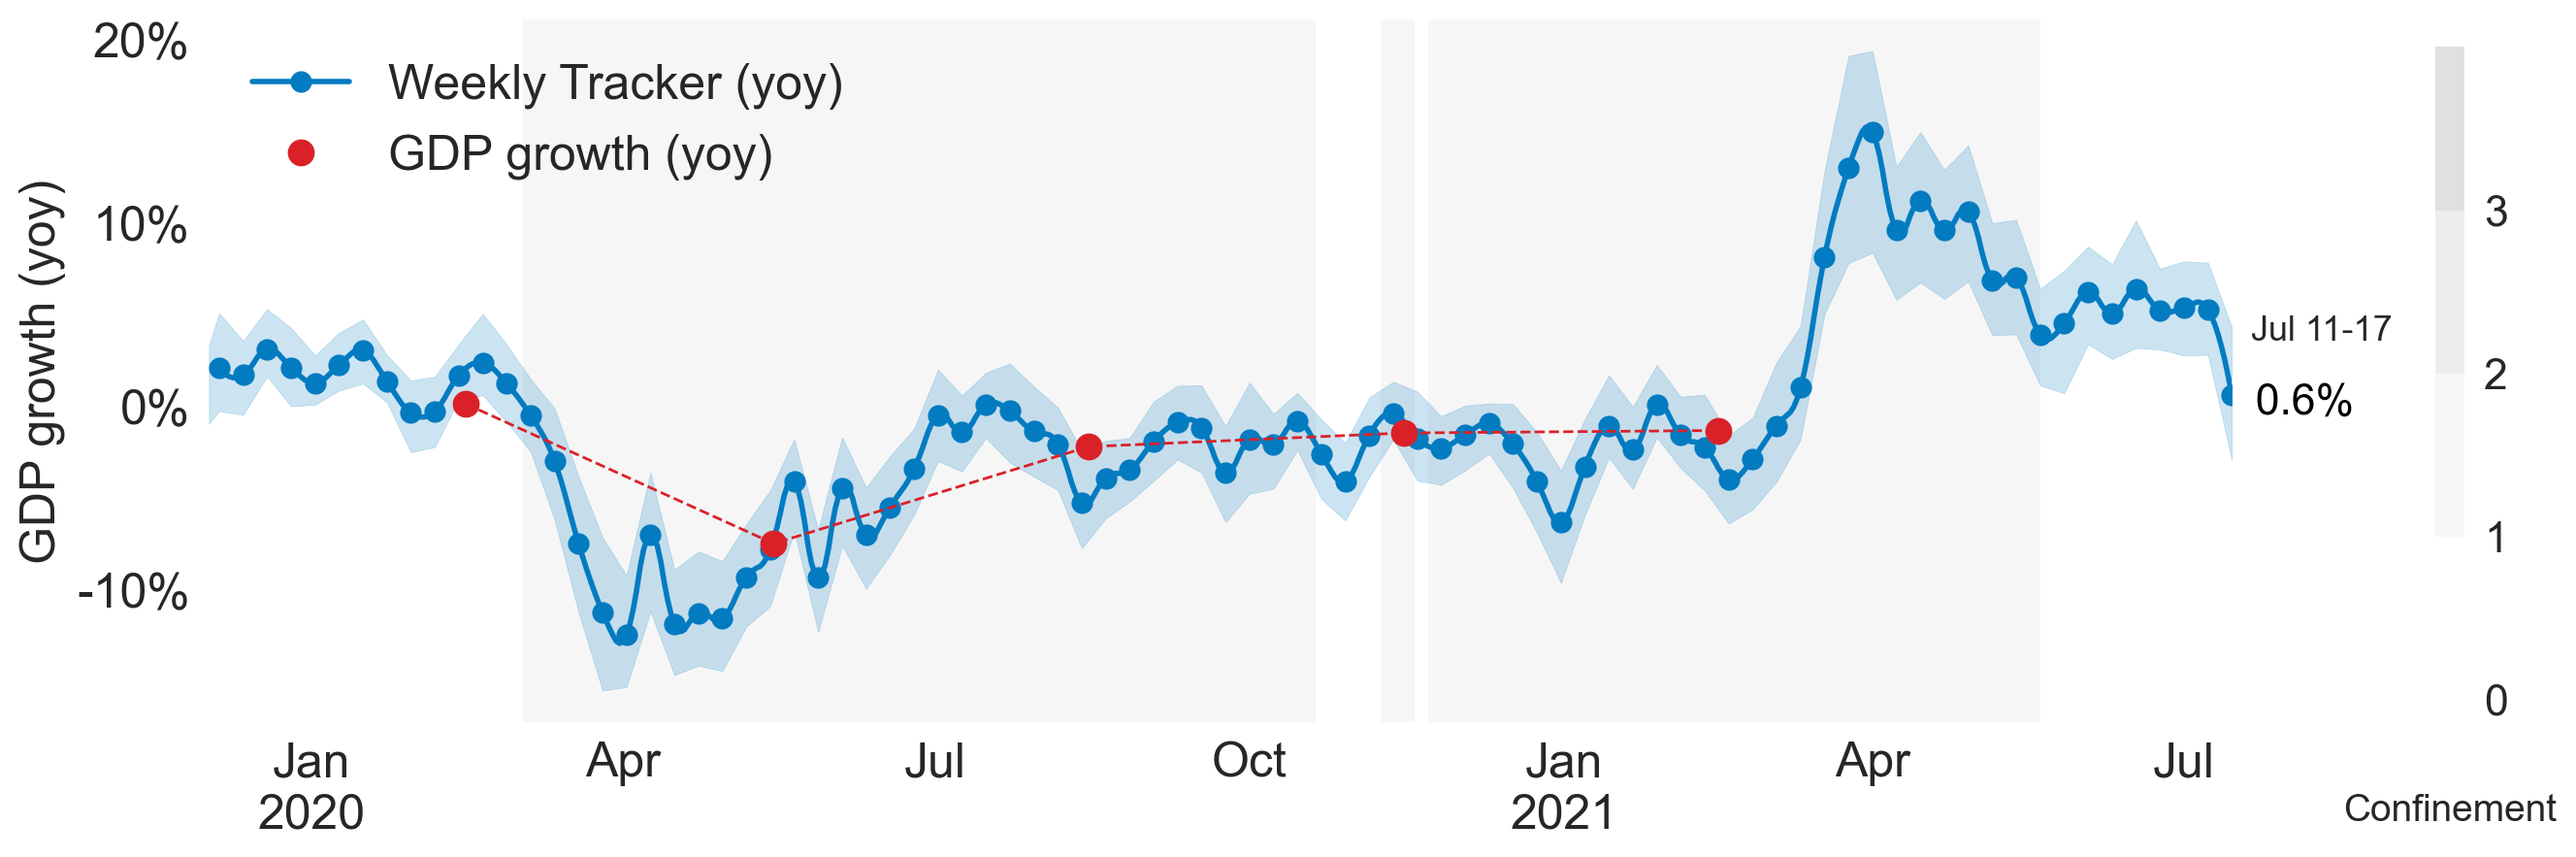 20%
10%
0%
-10%
GDP growth (yoy)
Weekly Tracker (yoy)
GDP growth (yoy)
Jul 11-17
0.6%
3
2
1
0
Jan Apr Jul Oct Jan Apr Jul
2020 2021
Confinement